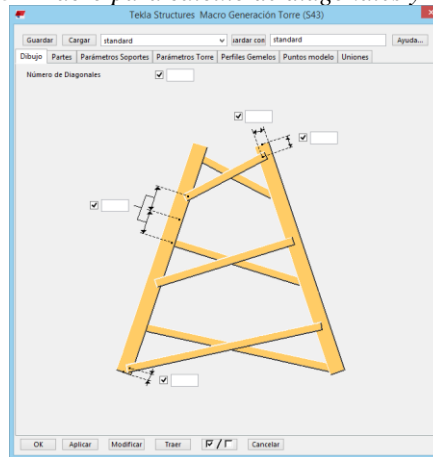 Tekla Structures Macro Generación Torre (S43)
Guardar Cargar standard uardar con standard Ayuda...
Dibujo Partes Parámetros Soportes Parámetros Torre Perfiles Gemelos Puntos modelo Uniones
Número de Diagonales
OK Aplicar Modificar Traer / Cancelar